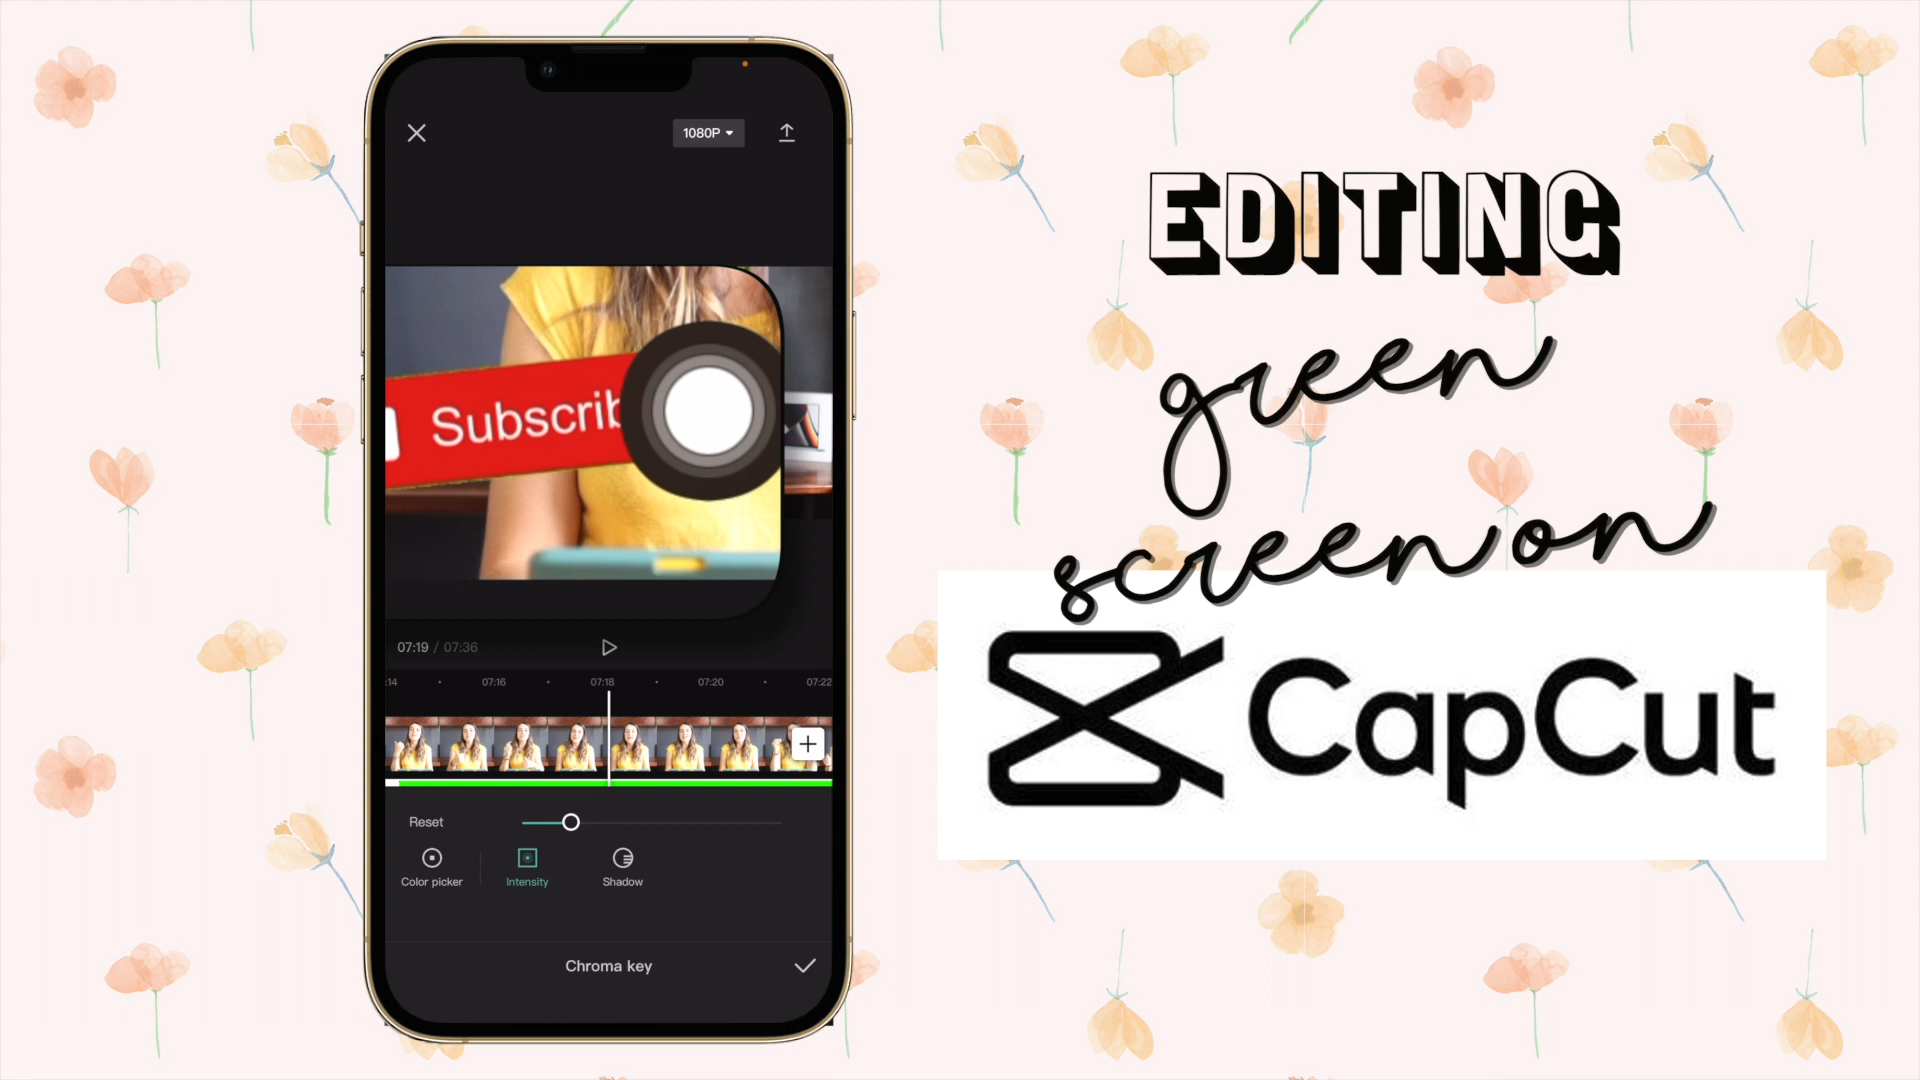 1080P
Subscrib
07:19 / 07:36
:14 07:16 07:18 07:20 07:22
Reset
Color picker Intensity Shadow
Chroma key
EDITING
green
screen on
CapCut